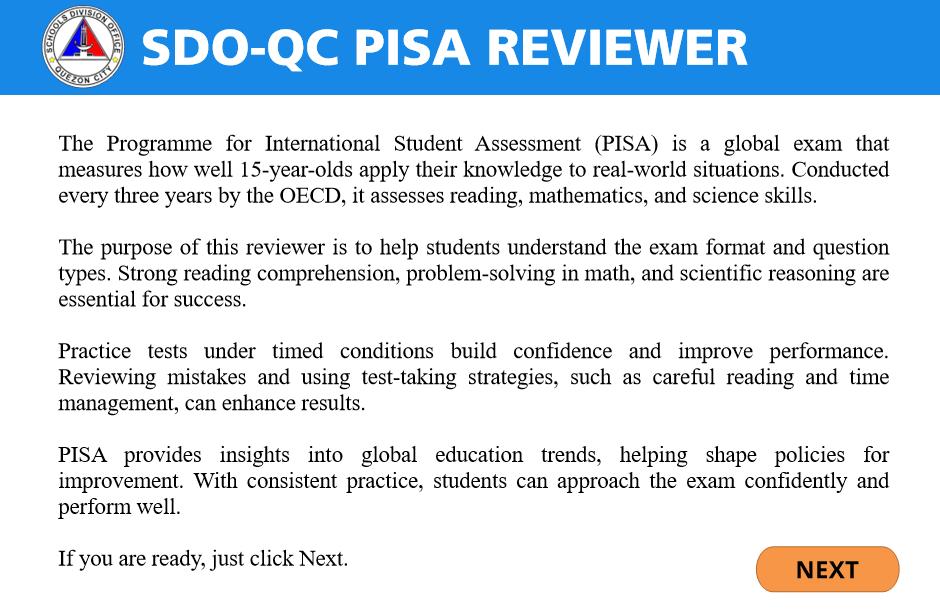 SCHOOLS DIVISION OFFICE
QUEZON CITY
SDO-QC PISA REVIEWER
The Programme for International Student Assessment (PISA) is a global exam that
measures how well 15-year-olds apply their knowledge to real-world situations. Conducted
every three years by the OECD, it assesses reading, mathematics, and science skills.
The purpose of this reviewer is to help students understand the exam format and question
types. Strong reading comprehension, problem-solving in math, and scientific reasoning are
essential for success.
Practice tests under timed conditions build confidence and improve performance.
Reviewing mistakes and using test-taking strategies, such as careful reading and time
management, can enhance results.
PISA provides insights into global education trends, helping shape policies for
improvement. With consistent practice, students can approach the exam confidently and
perform well.
If you are ready, just click Next.
NEXT